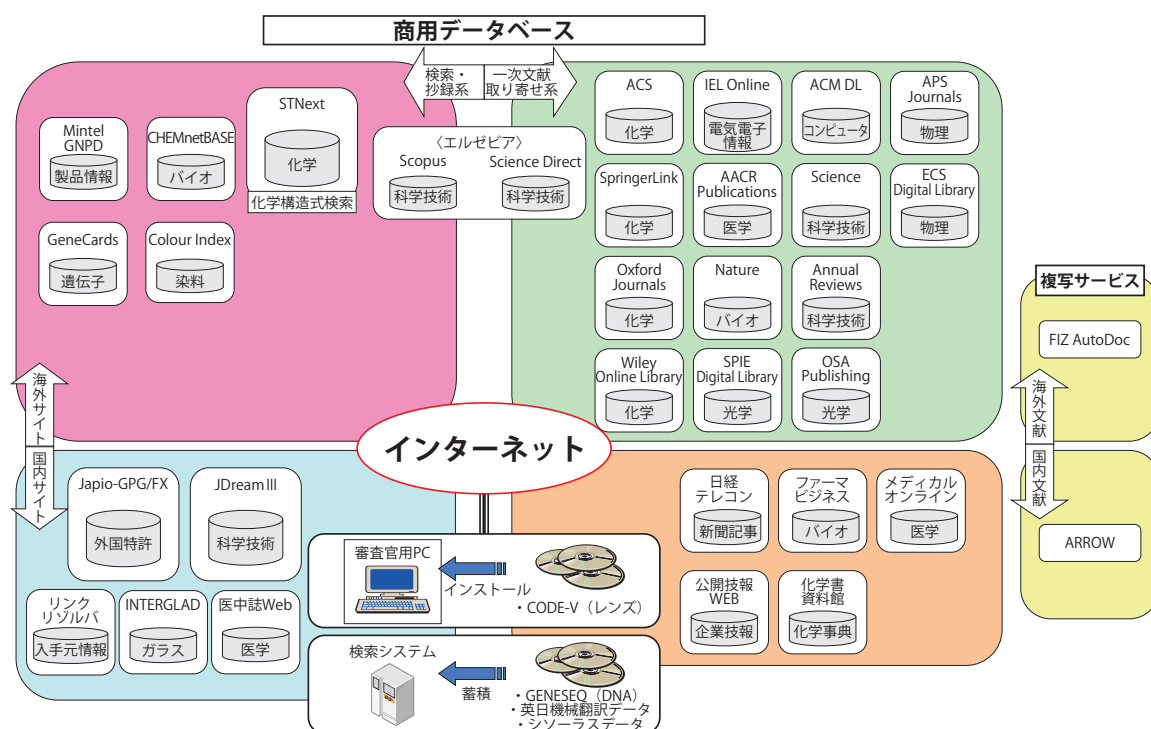 商用データベース
検索・
抄録系
一次文献
取り寄せ系
Mintel
GNPD
製品情報
CHEMnetBASE
バイオ
STNext
化学
化学構造式検索
GeneCards
遺伝子
Colour Index
染料
〈エルゼビア〉
Scopus
科学技術
Science Direct
科学技術
ACS
化学
IEL Online
電気電子
情報
ACM DL
コンピュータ
APS
Journals
物理
SpringerLink
化学
AACR
Publications
医学
Science
科学技術
ECS
Digital Library
物理
Oxford
Journals
化学
Nature
バイオ
Annual
Reviews
科学技術
Wiley
Online Library
化学
SPIE
Digital Library
光学
OSA
Publishing
光学
複写サービス
FIZ AutoDoc
海外文献
国内文献
ARROW
海外サイト
国内サイト
インターネット
Japio-GPG/FX
外国特許
JDreamⅢ
科学技術
リンク
リゾルバ
入手元情報
INTERGLAD
ガラス
医中誌Web
医学
日経
テレコン
新聞記事
ファーマ
ビジネス
バイオ
メディカル
オンライン
医学
公開技報
WEB
企業技報
化学書
資料館
化学事典
審査官用PC
インストール
・CODE-V（レンズ）
検索システム
蓄積
・GENESEQ（DNA）
・英日機械翻訳データ
・シソーラスデータ